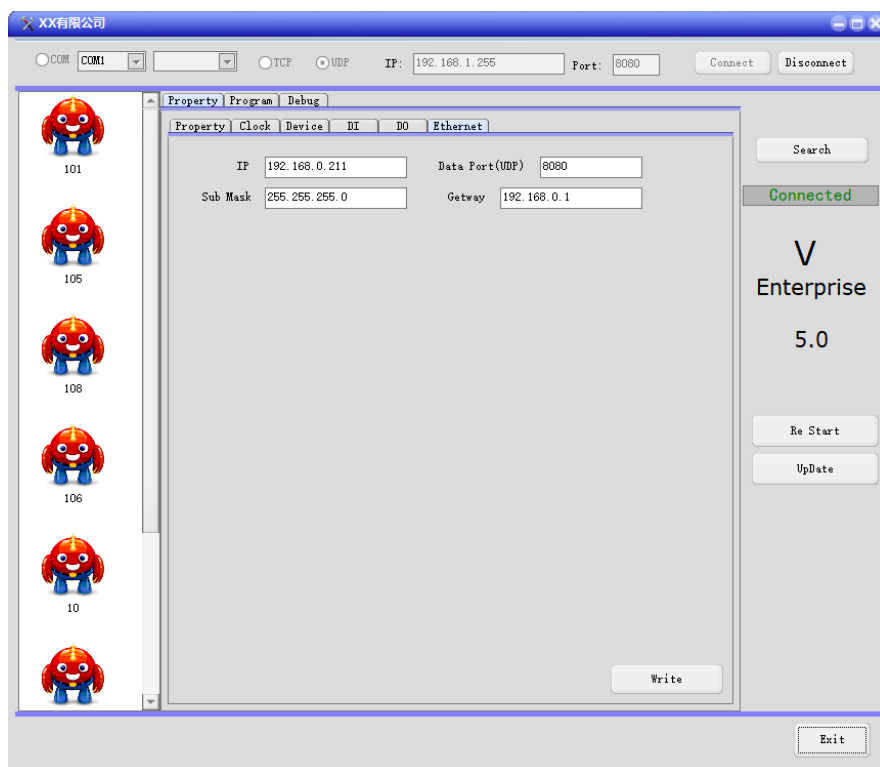 XX有限公司
COM COM1 TCP UDP IP: 192.168.1.255 Port: 8080 Connect Disconnect
Property Program Debug
Property Clock Device DI DO Ethernet
IP 192.168.0.211 Data Port(UDP) 8080
Sub Mask 255.255.255.0 Getway 192.168.0.1
101
105
108
106
10
Write
Search
Connected
V
Enterprise
5.0
Re Start
UpDate
Exit